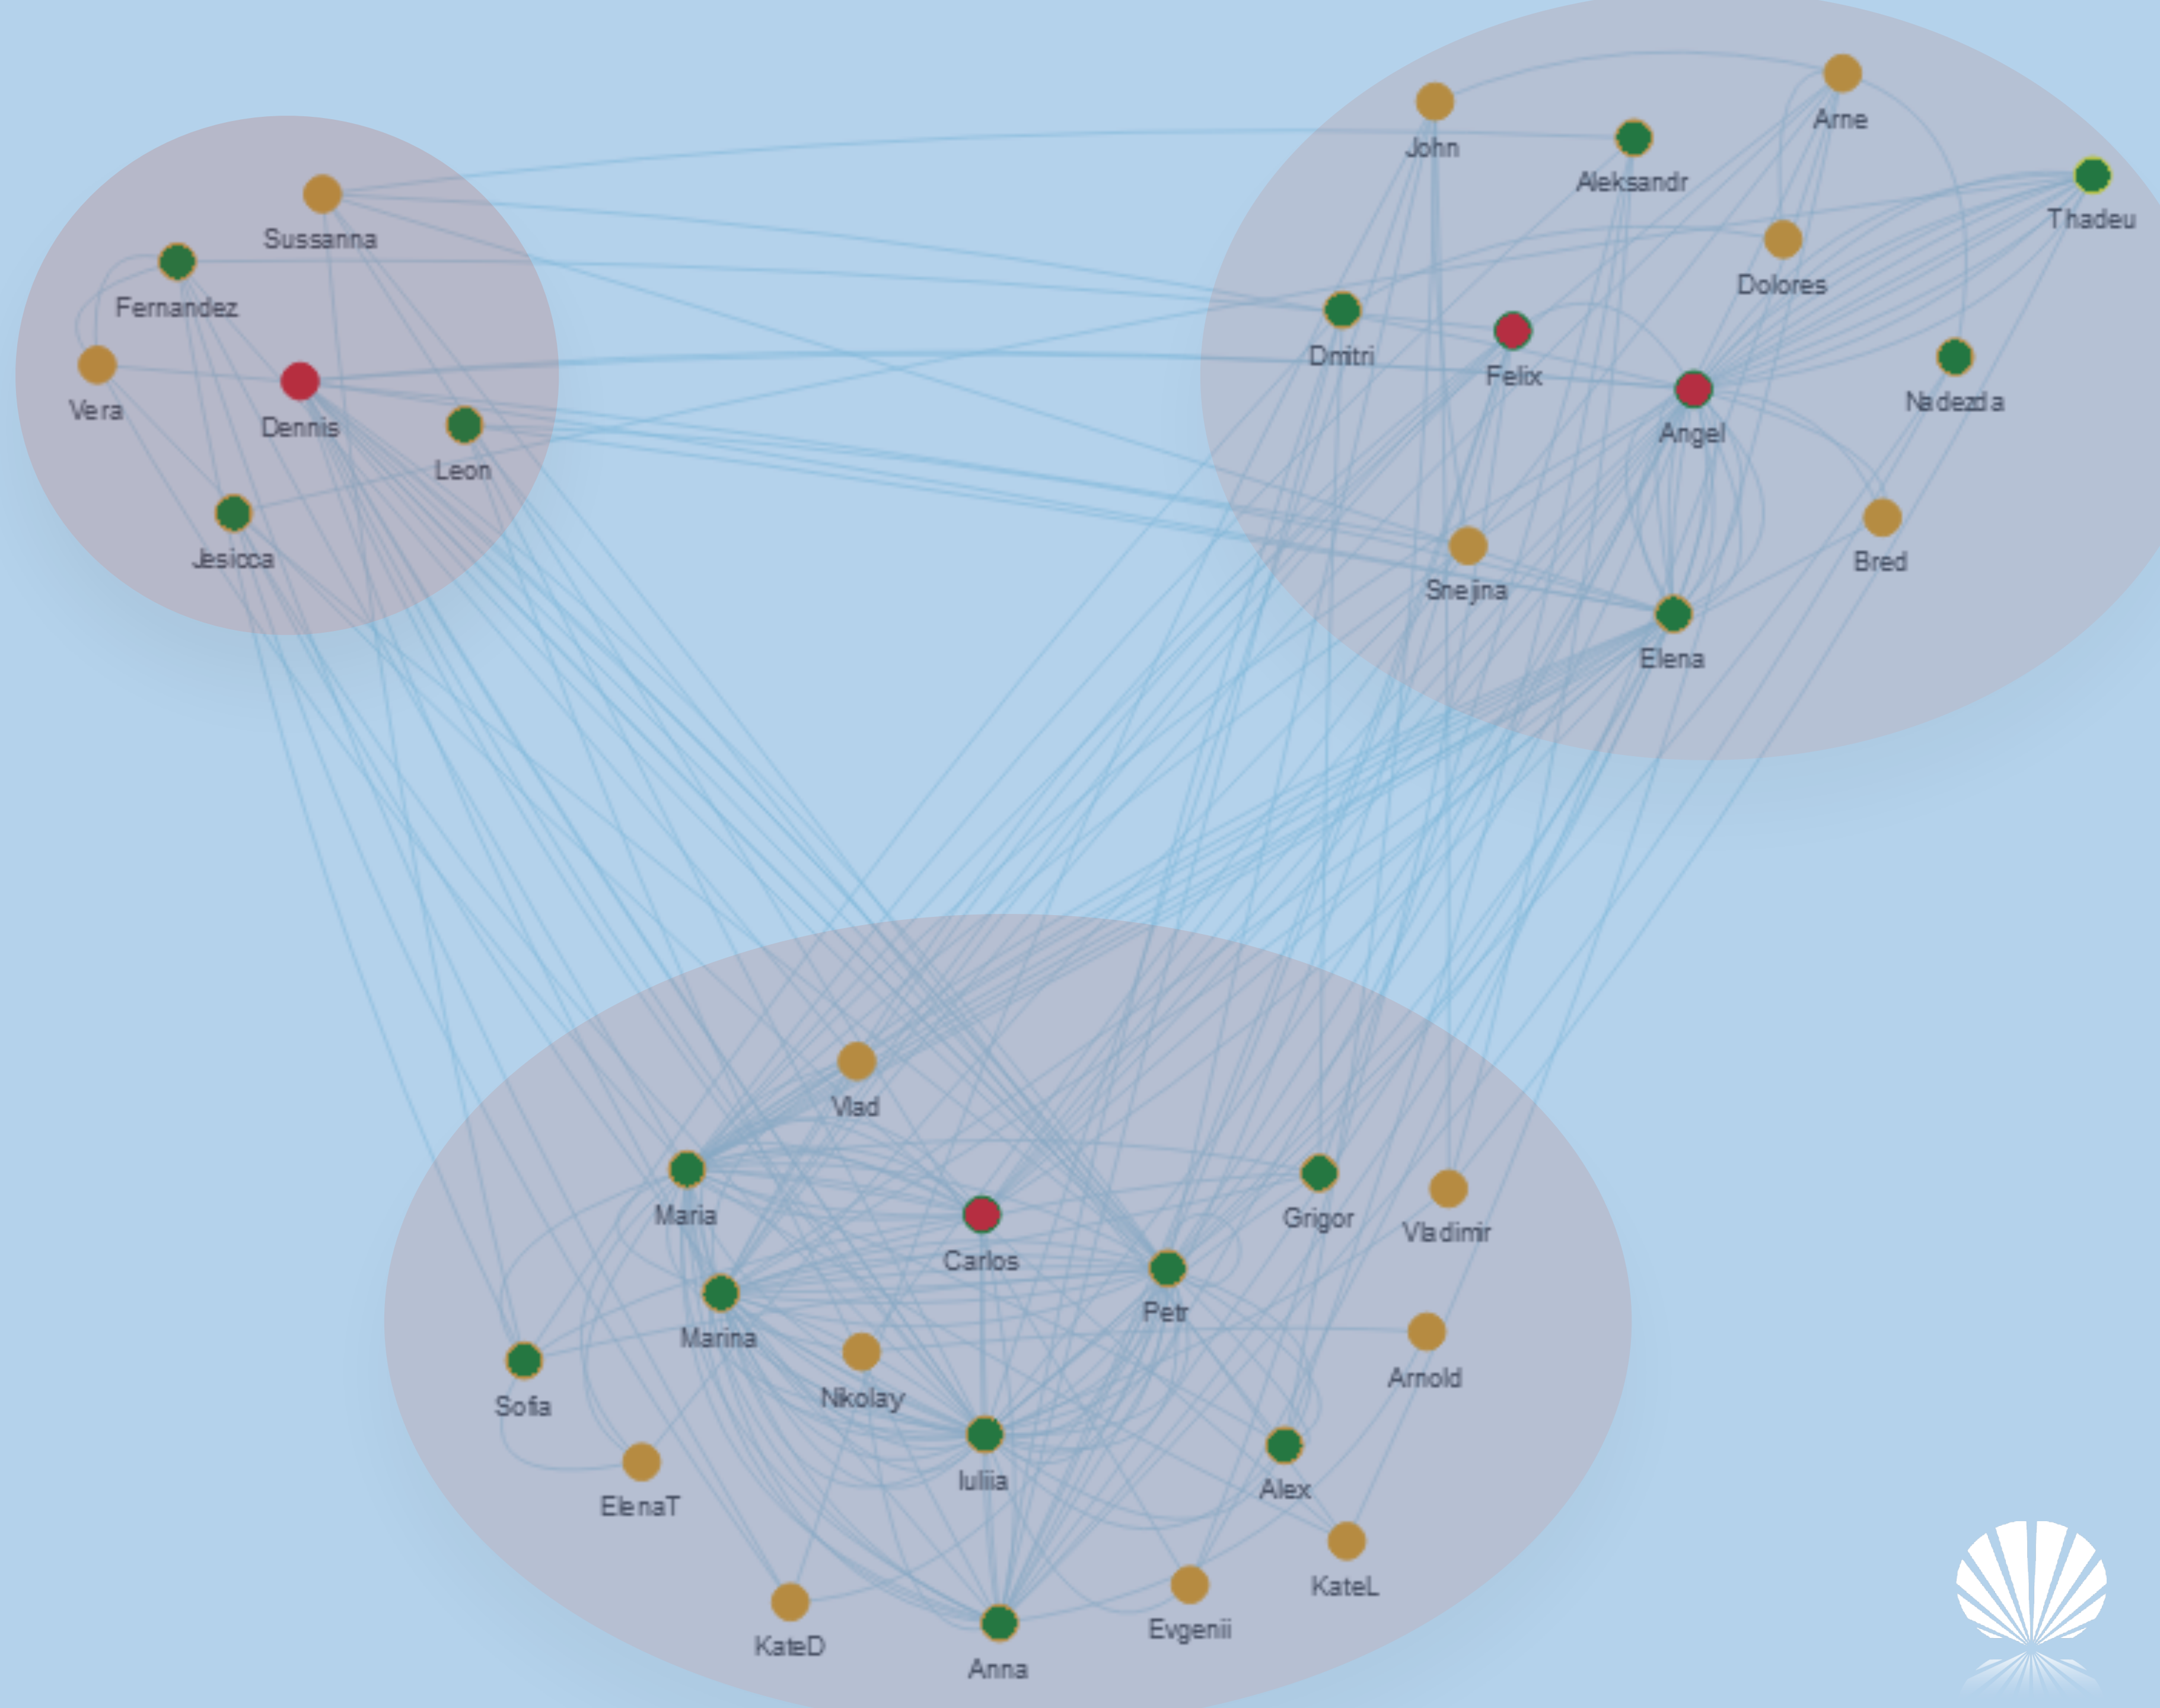 Sussanna
Fernandez
Vera
Dennis
Leon
Jesicca
John
Arne
Aleksandr
Thadeu
Dolores
Dmitri
Felix
Nadezda
Angel
Bred
Snejina
Elena
Vlad
Maria
Carlos
Grigor
Vladimir
Petr
Marina
Arnold
Nikolay
Sofia
Iuliia
Alex
ElenaT
KateL
Evgenii
KateD
Anna